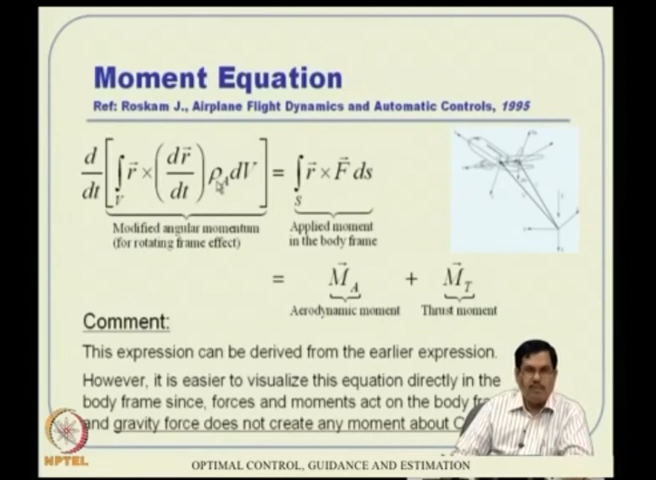 Moment Equation
Ref: Roskam J., Airplane Flight Dynamics and Automatic Controls, 1995
d/dt [ ∫_V r⃗ × (dr⃗/dt) ρ_A dV ] = ∫_S r⃗ × F⃗ ds
Modified angular momentum (for rotating frame effect)
Applied moment in the body frame
= M⃗_A + M⃗_T
Aerodynamic moment Thrust moment
Comment:
This expression can be derived from the earlier expression.
However, it is easier to visualize this equation directly in the
body frame since, forces and moments act on the body
and gravity force does not create any moment about
NPTEL
OPTIMAL CONTROL, GUIDANCE AND ESTIMATION